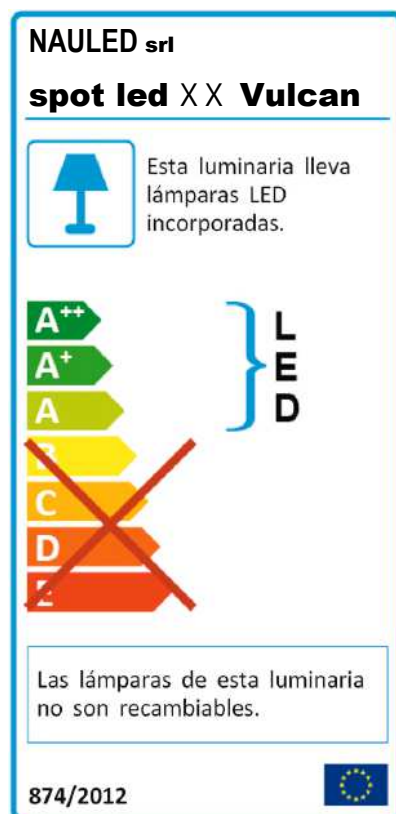 NAULED srl
spot led XX Vulcan
Esta luminaria lleva
lámparas LED
incorporadas.
A++
A+
A
B
C
D
E
L
E
D
Las lámparas de esta luminaria
no son recambiables.
874/2012